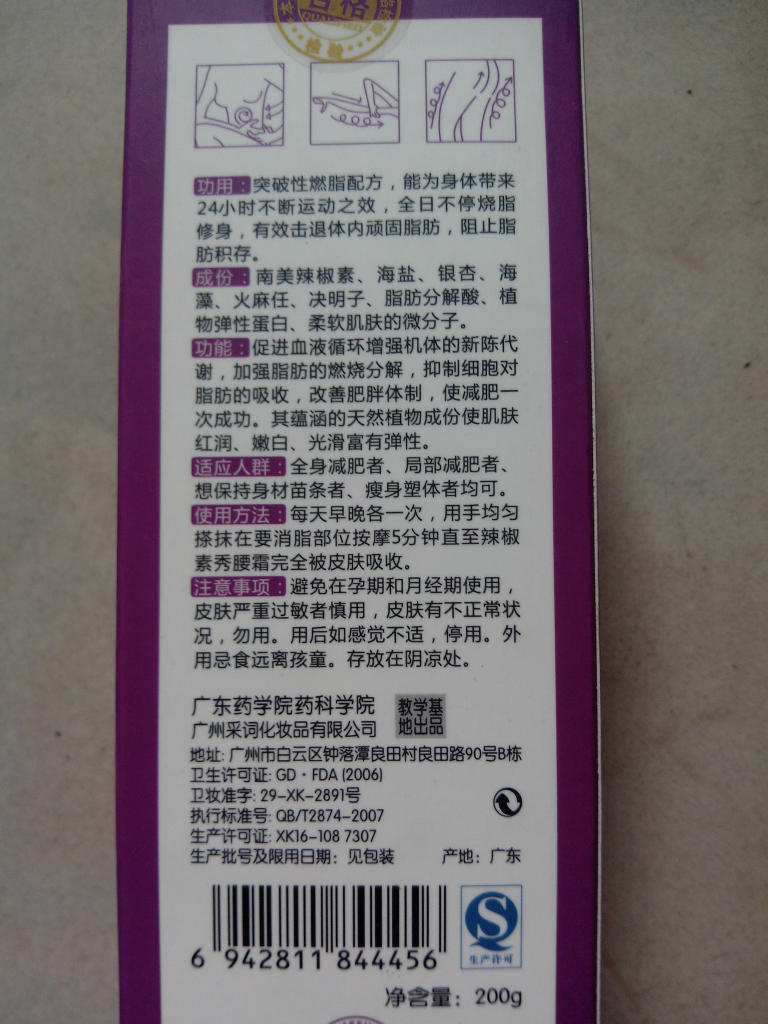 合格
QUALIFIED
检验
功用：突破性燃脂配方，能为身体带来
24小时不断运动之效，全日不停烧脂
修身，有效击退体内顽固脂肪，阻止脂
肪积存。
成份：南美辣椒素、海盐、银杏、海
藻、火麻任、决明子、脂肪分解酸、植
物弹性蛋白、柔软肌肤的微分子。
功能：促进血液循环增强机体的新陈代
谢，加强脂肪的燃烧分解，抑制细胞对
脂肪的吸收，改善肥胖体制，使减肥一
次成功。其蕴涵的天然植物成份使肌肤
红润、嫩白、光滑富有弹性。
适应人群：全身减肥者、局部减肥者、
想保持身材苗条者、瘦身塑体者均可。
使用方法：每天早晚各一次，用手均匀
搽抹在要消脂部位按摩5分钟直至辣椒
素秀腰霜完全被皮肤吸收。
注意事项：避免在孕期和月经期使用，
皮肤严重过敏者慎用，皮肤有不正常状
况，勿用。用后如感觉不适，停用。外
用忌食远离孩童。存放在阴凉处。
广东药学院药科学院
教学基
地出品
广州采词化妆品有限公司
地址: 广州市白云区钟落潭良田村良田路90号B栋
卫生许可证: GD·FDA (2006)
卫妆准字: 29-XK-2891号
执行标准号: QB/T2874-2007
生产许可证: XK16-108 7307
生产批号及限用日期：见包装 产地：广东
6 942811 844456
生产许可
净含量：200g